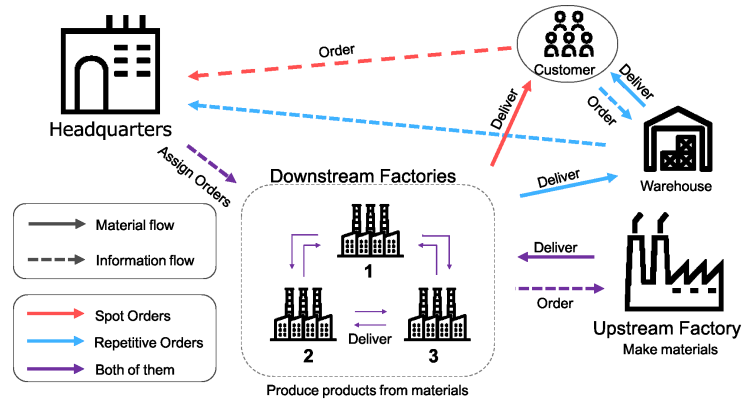 Order
Customer
Deliver
Order
Deliver
Headquarters
Assign Orders
Downstream Factories
Deliver
Warehouse
Material flow
Information flow
1
Deliver
Order
Spot Orders
Repetitive Orders
Both of them
2
Deliver
3
Upstream Factory
Make materials
Produce products from materials